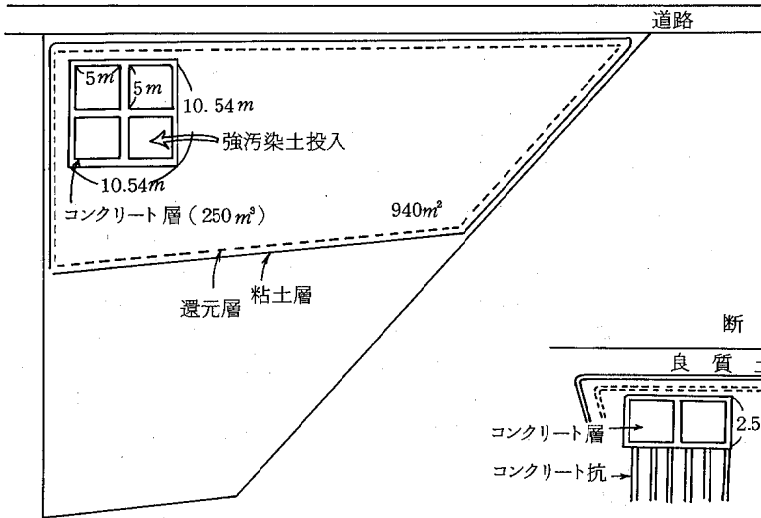 道路
5m
5m
10.54m
強汚染土投入
10.54m
コンクリート層(250m³)
940m²
還元層
粘土層
断
良質
2.5
コンクリート層
コンクリート抗